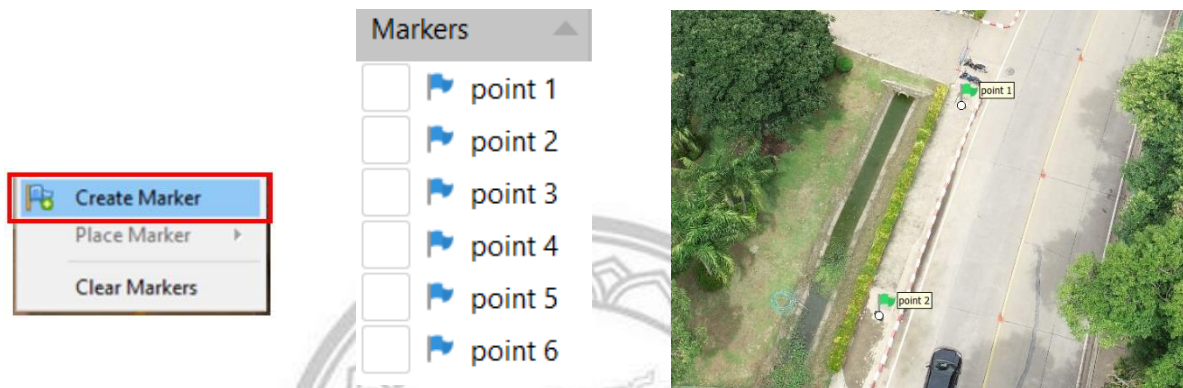 Create Marker
Place Marker
Clear Markers
Markers
point 1
point 2
point 3
point 4
point 5
point 6
point 1
point 2